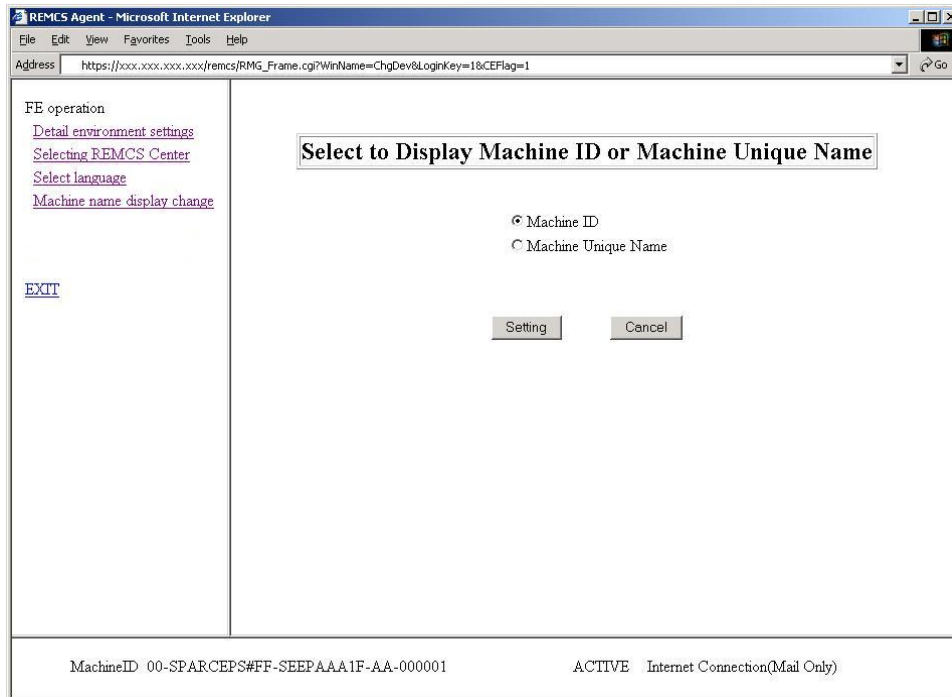 REMCS Agent - Microsoft Internet Explorer
File Edit View Favorites Tools Help
Address https://xxx.xxx.xxx.xxx/remcs/RMG_Frame.cgi?WinName=ChgDev&LoginKey=1&CEFlag=1 Go
FE operation
Detail environment settings
Selecting REMCS Center
Select language
Machine name display change
EXIT
Select to Display Machine ID or Machine Unique Name
Machine ID
Machine Unique Name
Setting Cancel
MachineID 00-SPARCEPS#FF-SEEPAAA1F-AA-000001 ACTIVE Internet Connection(Mail Only)